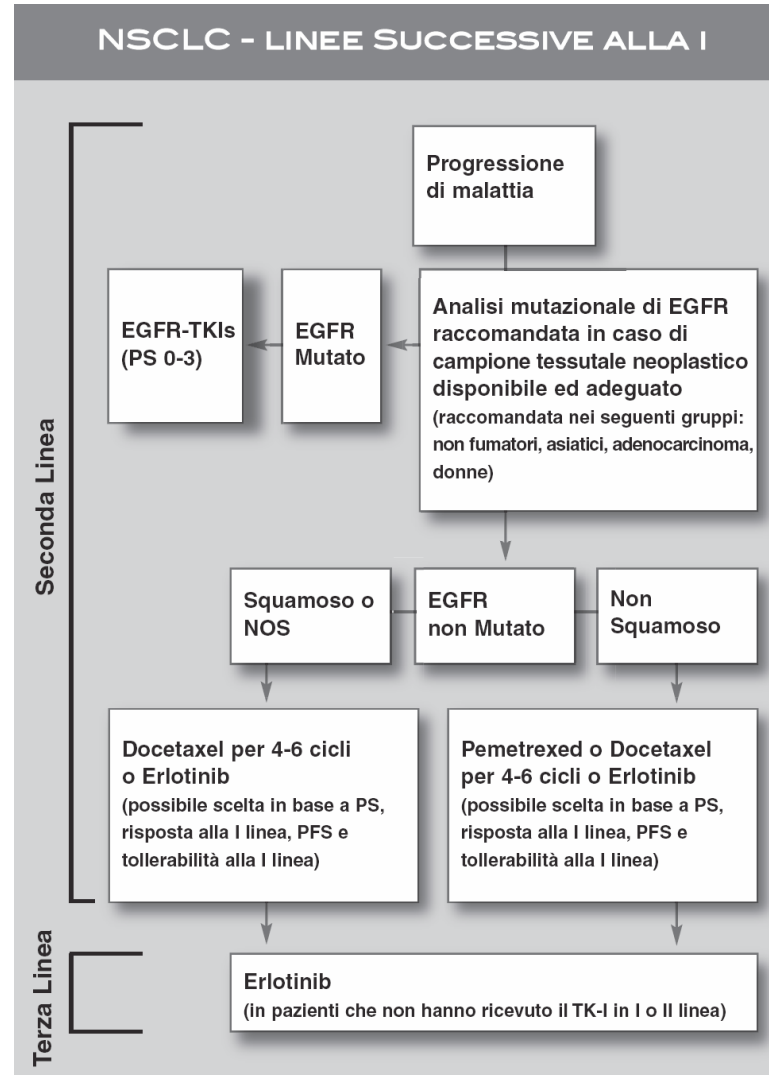 NSCLC - LINEE SUCCESSIVE ALLA I
Seconda Linea
Progressione
di malattia
EGFR-TKIs
(PS 0-3)
EGFR
Mutato
Analisi mutazionale di EGFR
raccomandata in caso di
campione tessutale neoplastico
disponibile ed adeguato
(raccomandata nei seguenti gruppi:
non fumatori, asiatici, adenocarcinoma,
donne)
Squamoso o
NOS
EGFR
non Mutato
Non
Squamoso
Docetaxel per 4-6 cicli
o Erlotinib
(possibile scelta in base a PS,
risposta alla I linea, PFS e
tollerabilità alla I linea)
Pemetrexed o Docetaxel
per 4-6 cicli o Erlotinib
(possibile scelta in base a PS,
risposta alla I linea, PFS e
tollerabilità alla I linea)
Terza Linea
Erlotinib
(in pazienti che non hanno ricevuto il TK-I in I o II linea)